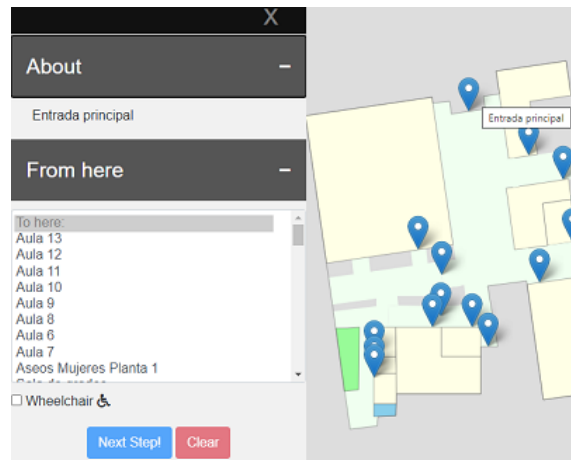 X
About −
Entrada principal
From here −
To here:
Aula 13
Aula 12
Aula 11
Aula 10
Aula 9
Aula 8
Aula 6
Aula 7
Aseos Mujeres Planta 1
Wheelchair
Next Step!
Clear
Entrada principal